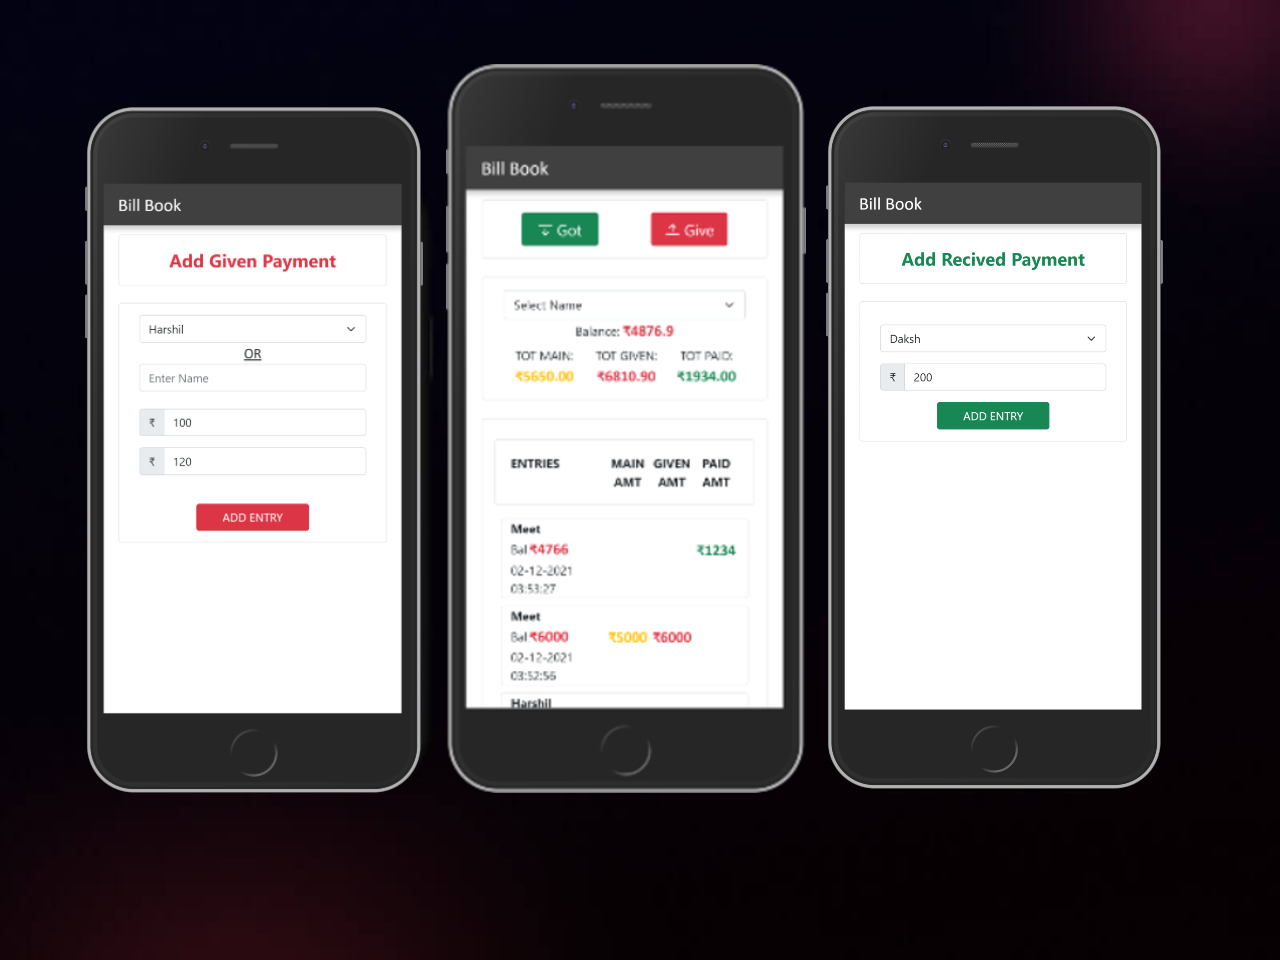 Bill Book
Add Given Payment
Harshil
OR
Enter Name
₹ 100
₹ 120
ADD ENTRY
Bill Book
Got Give
Select Name
Balance: ₹4876.9
TOT MAIN: TOT GIVEN: TOT PAID:
₹5650.00 ₹6810.90 ₹1934.00
ENTRIES MAIN GIVEN PAID
AMT AMT AMT
Meet
Bal ₹4766 ₹1234
02-12-2021
03:53:27
Meet
Bal ₹6000 ₹5000 ₹6000
02-12-2021
03:52:56
Harshil
Bill Book
Add Recived Payment
Daksh
₹ 200
ADD ENTRY